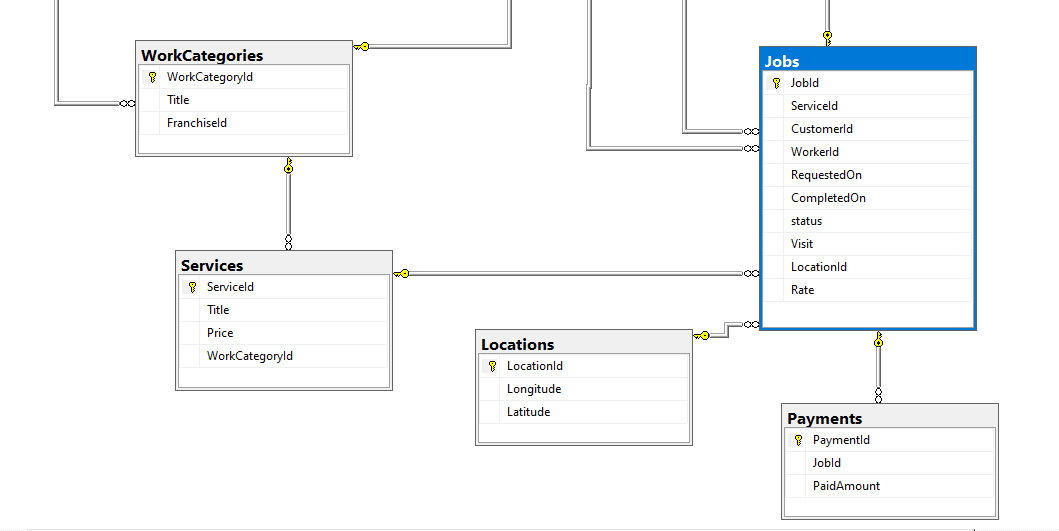 WorkCategories
WorkCategoryId
Title
FranchiseId
Services
ServiceId
Title
Price
WorkCategoryId
Locations
LocationId
Longitude
Latitude
Jobs
JobId
ServiceId
CustomerId
WorkerId
RequestedOn
CompletedOn
status
Visit
LocationId
Rate
Payments
PaymentId
JobId
PaidAmount